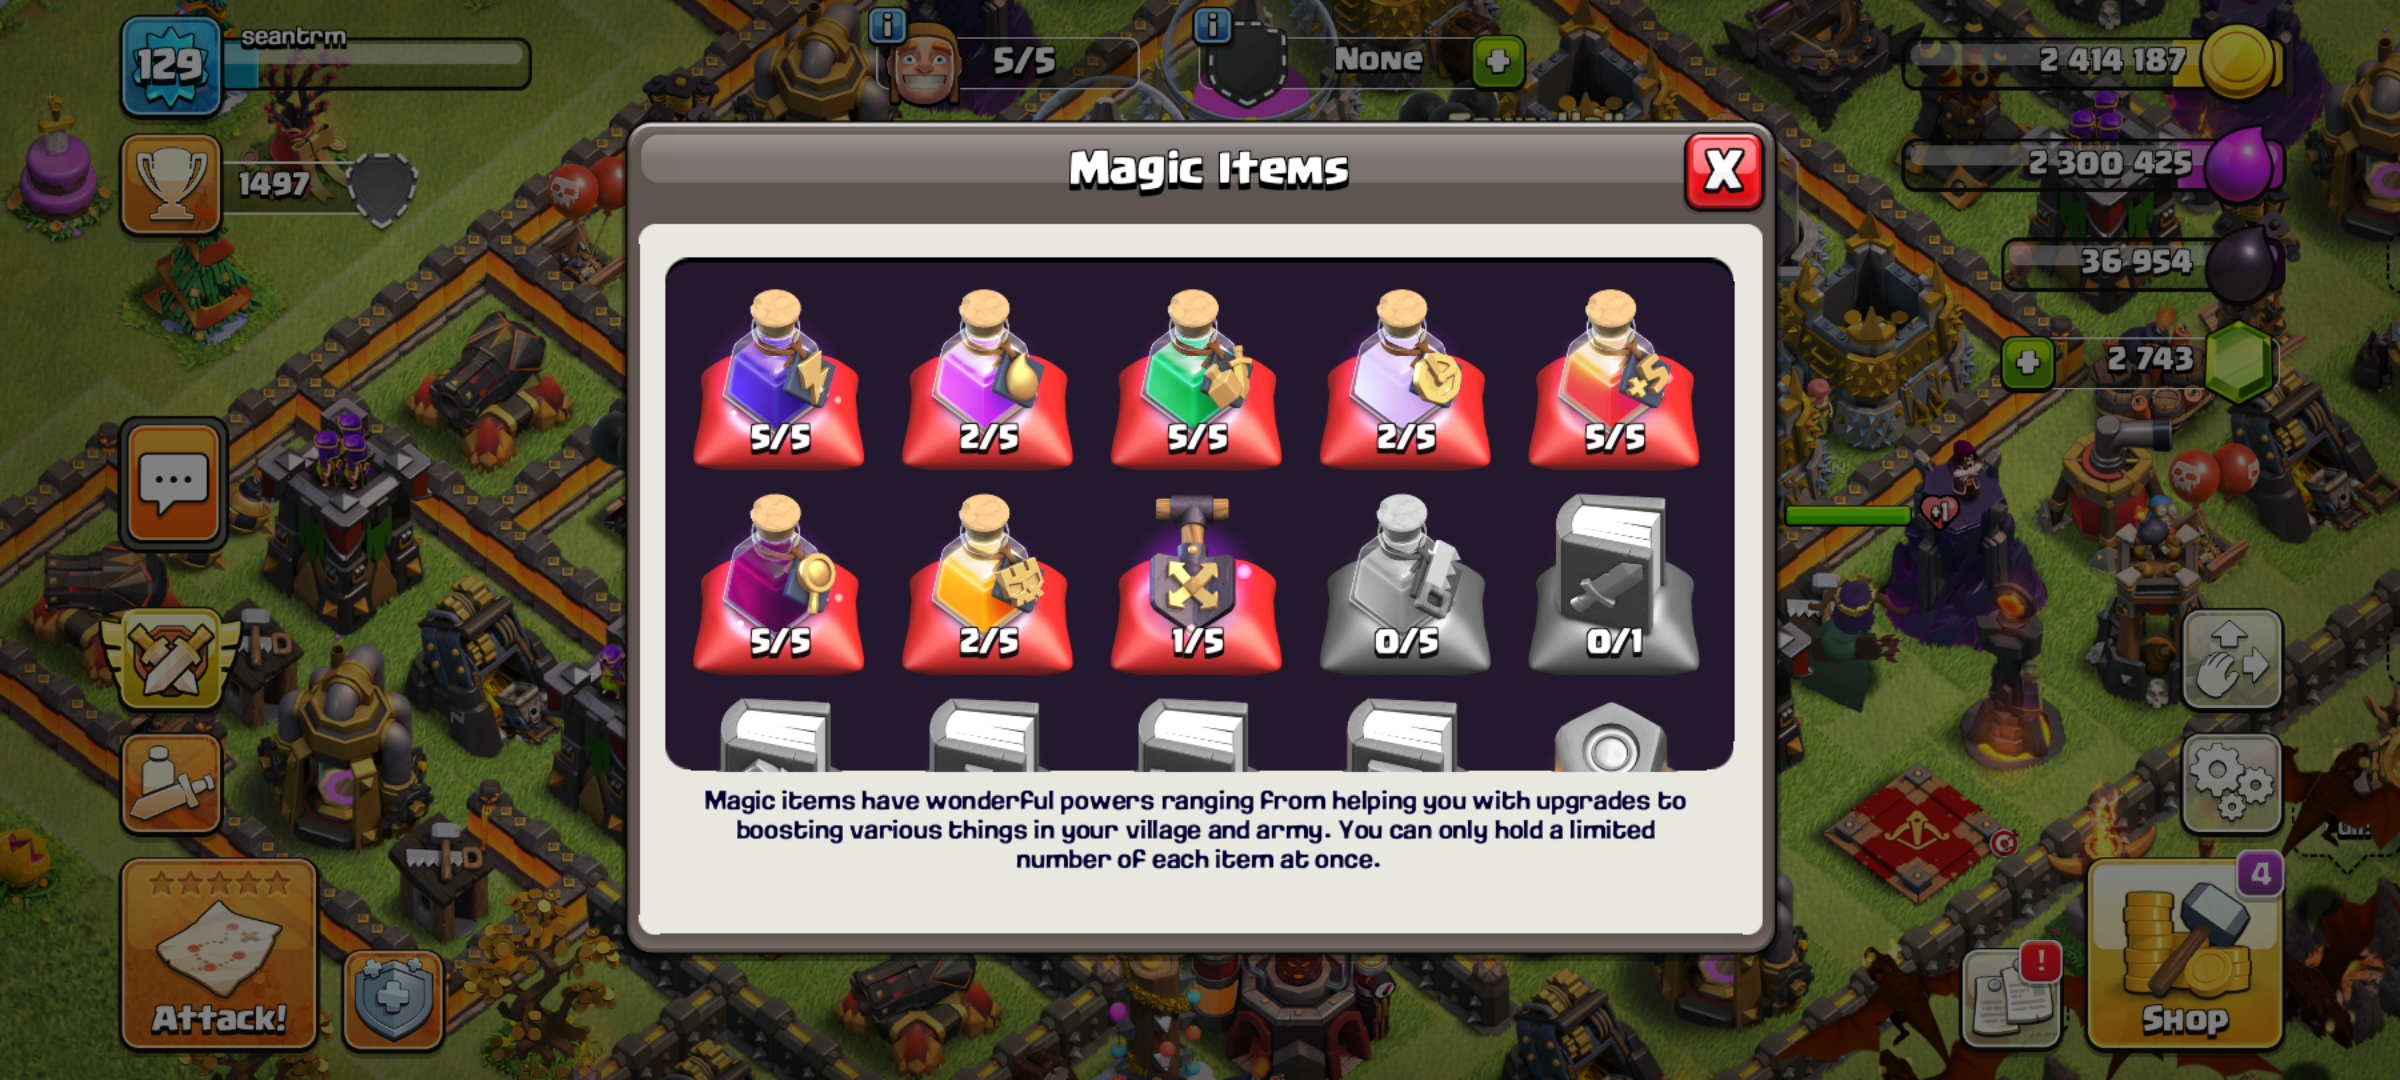 129
seantrm
5/5
None
2 414 187
1497
2 300 425
36 954
2 743
Magic Items
X
5/5
2/5
5/5
2/5
x5
5/5
5/5
2/5
1/5
0/5
0/1
Magic items have wonderful powers ranging from helping you with upgrades to
boosting various things in your village and army. You can only hold a limited
number of each item at once.
+1
Attack!
4
!
Shop